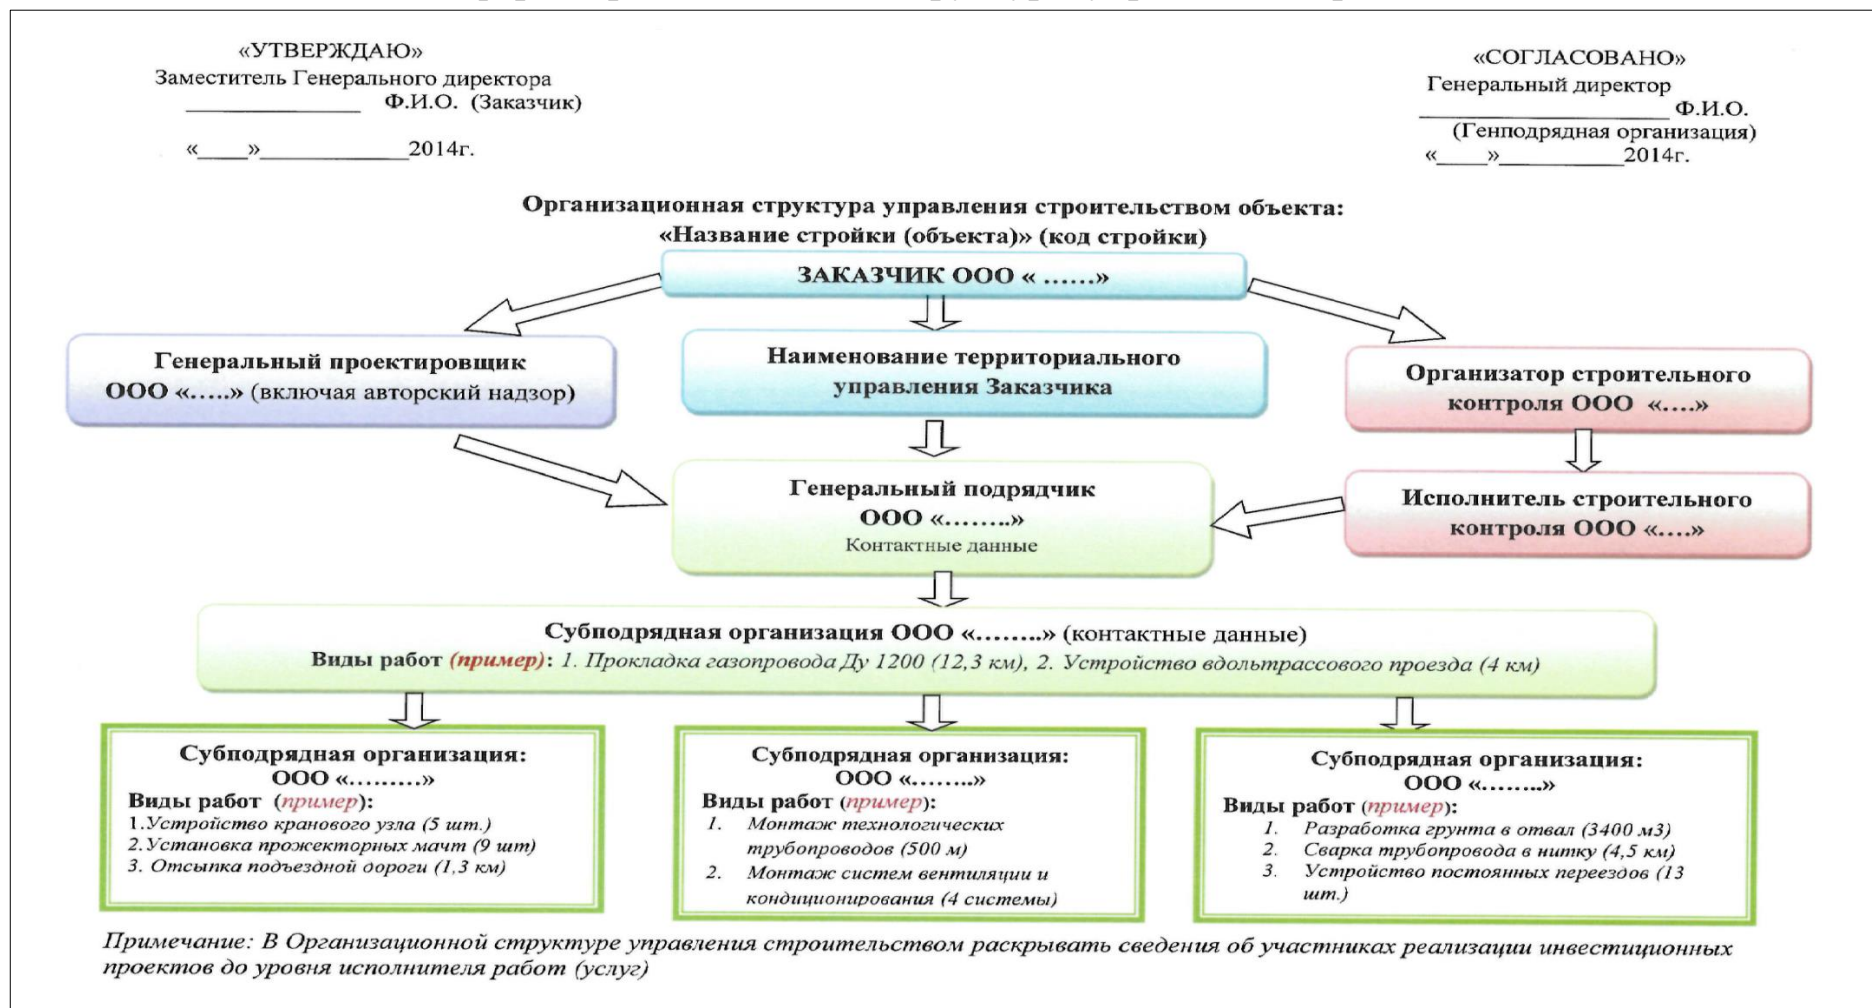 «УТВЕРЖДАЮ»
Заместитель Генерального директора
______________ Ф.И.О. (Заказчик)
«____»____________2014г.
«СОГЛАСОВАНО»
Генеральный директор
____________________ Ф.И.О.
(Генподрядная организация)
«____»__________2014г.
Организационная структура управления строительством объекта:
«Название стройки (объекта)» (код стройки)
ЗАКАЗЧИК ООО « ……»
Генеральный проектировщик
ООО «…..» (включая авторский надзор)
Наименование территориального
управления Заказчика
Организатор строительного
контроля ООО «….»
Генеральный подрядчик
ООО «……..»
Контактные данные
Исполнитель строительного
контроля ООО «….»
Субподрядная организация ООО «……..» (контактные данные)
Виды работ (пример): 1. Прокладка газопровода Ду 1200 (12,3 км), 2. Устройство вдольтрассового проезда (4 км)
Субподрядная организация:
ООО «………»
Виды работ (пример):
1.Устройство кранового узла (5 шт.)
2. Установка прожекторных мачт (9 шт)
3. Отсыпка подъездной дороги (1,3 км)
Субподрядная организация:
ООО «……..»
Виды работ (пример):
1. Монтаж технологических
трубопроводов (500 м)
2. Монтаж систем вентиляции и
кондиционирования (4 системы)
Субподрядная организация:
ООО «……..»
Виды работ (пример):
1. Разработка грунта в отвал (3400 м3)
2. Сварка трубопровода в нитку (4,5 км)
3. Устройство постоянных переездов (13
шт.)
Примечание: В Организационной структуре управления строительством раскрывать сведения об участниках реализации инвестиционных
проектов до уровня исполнителя работ (услуг)